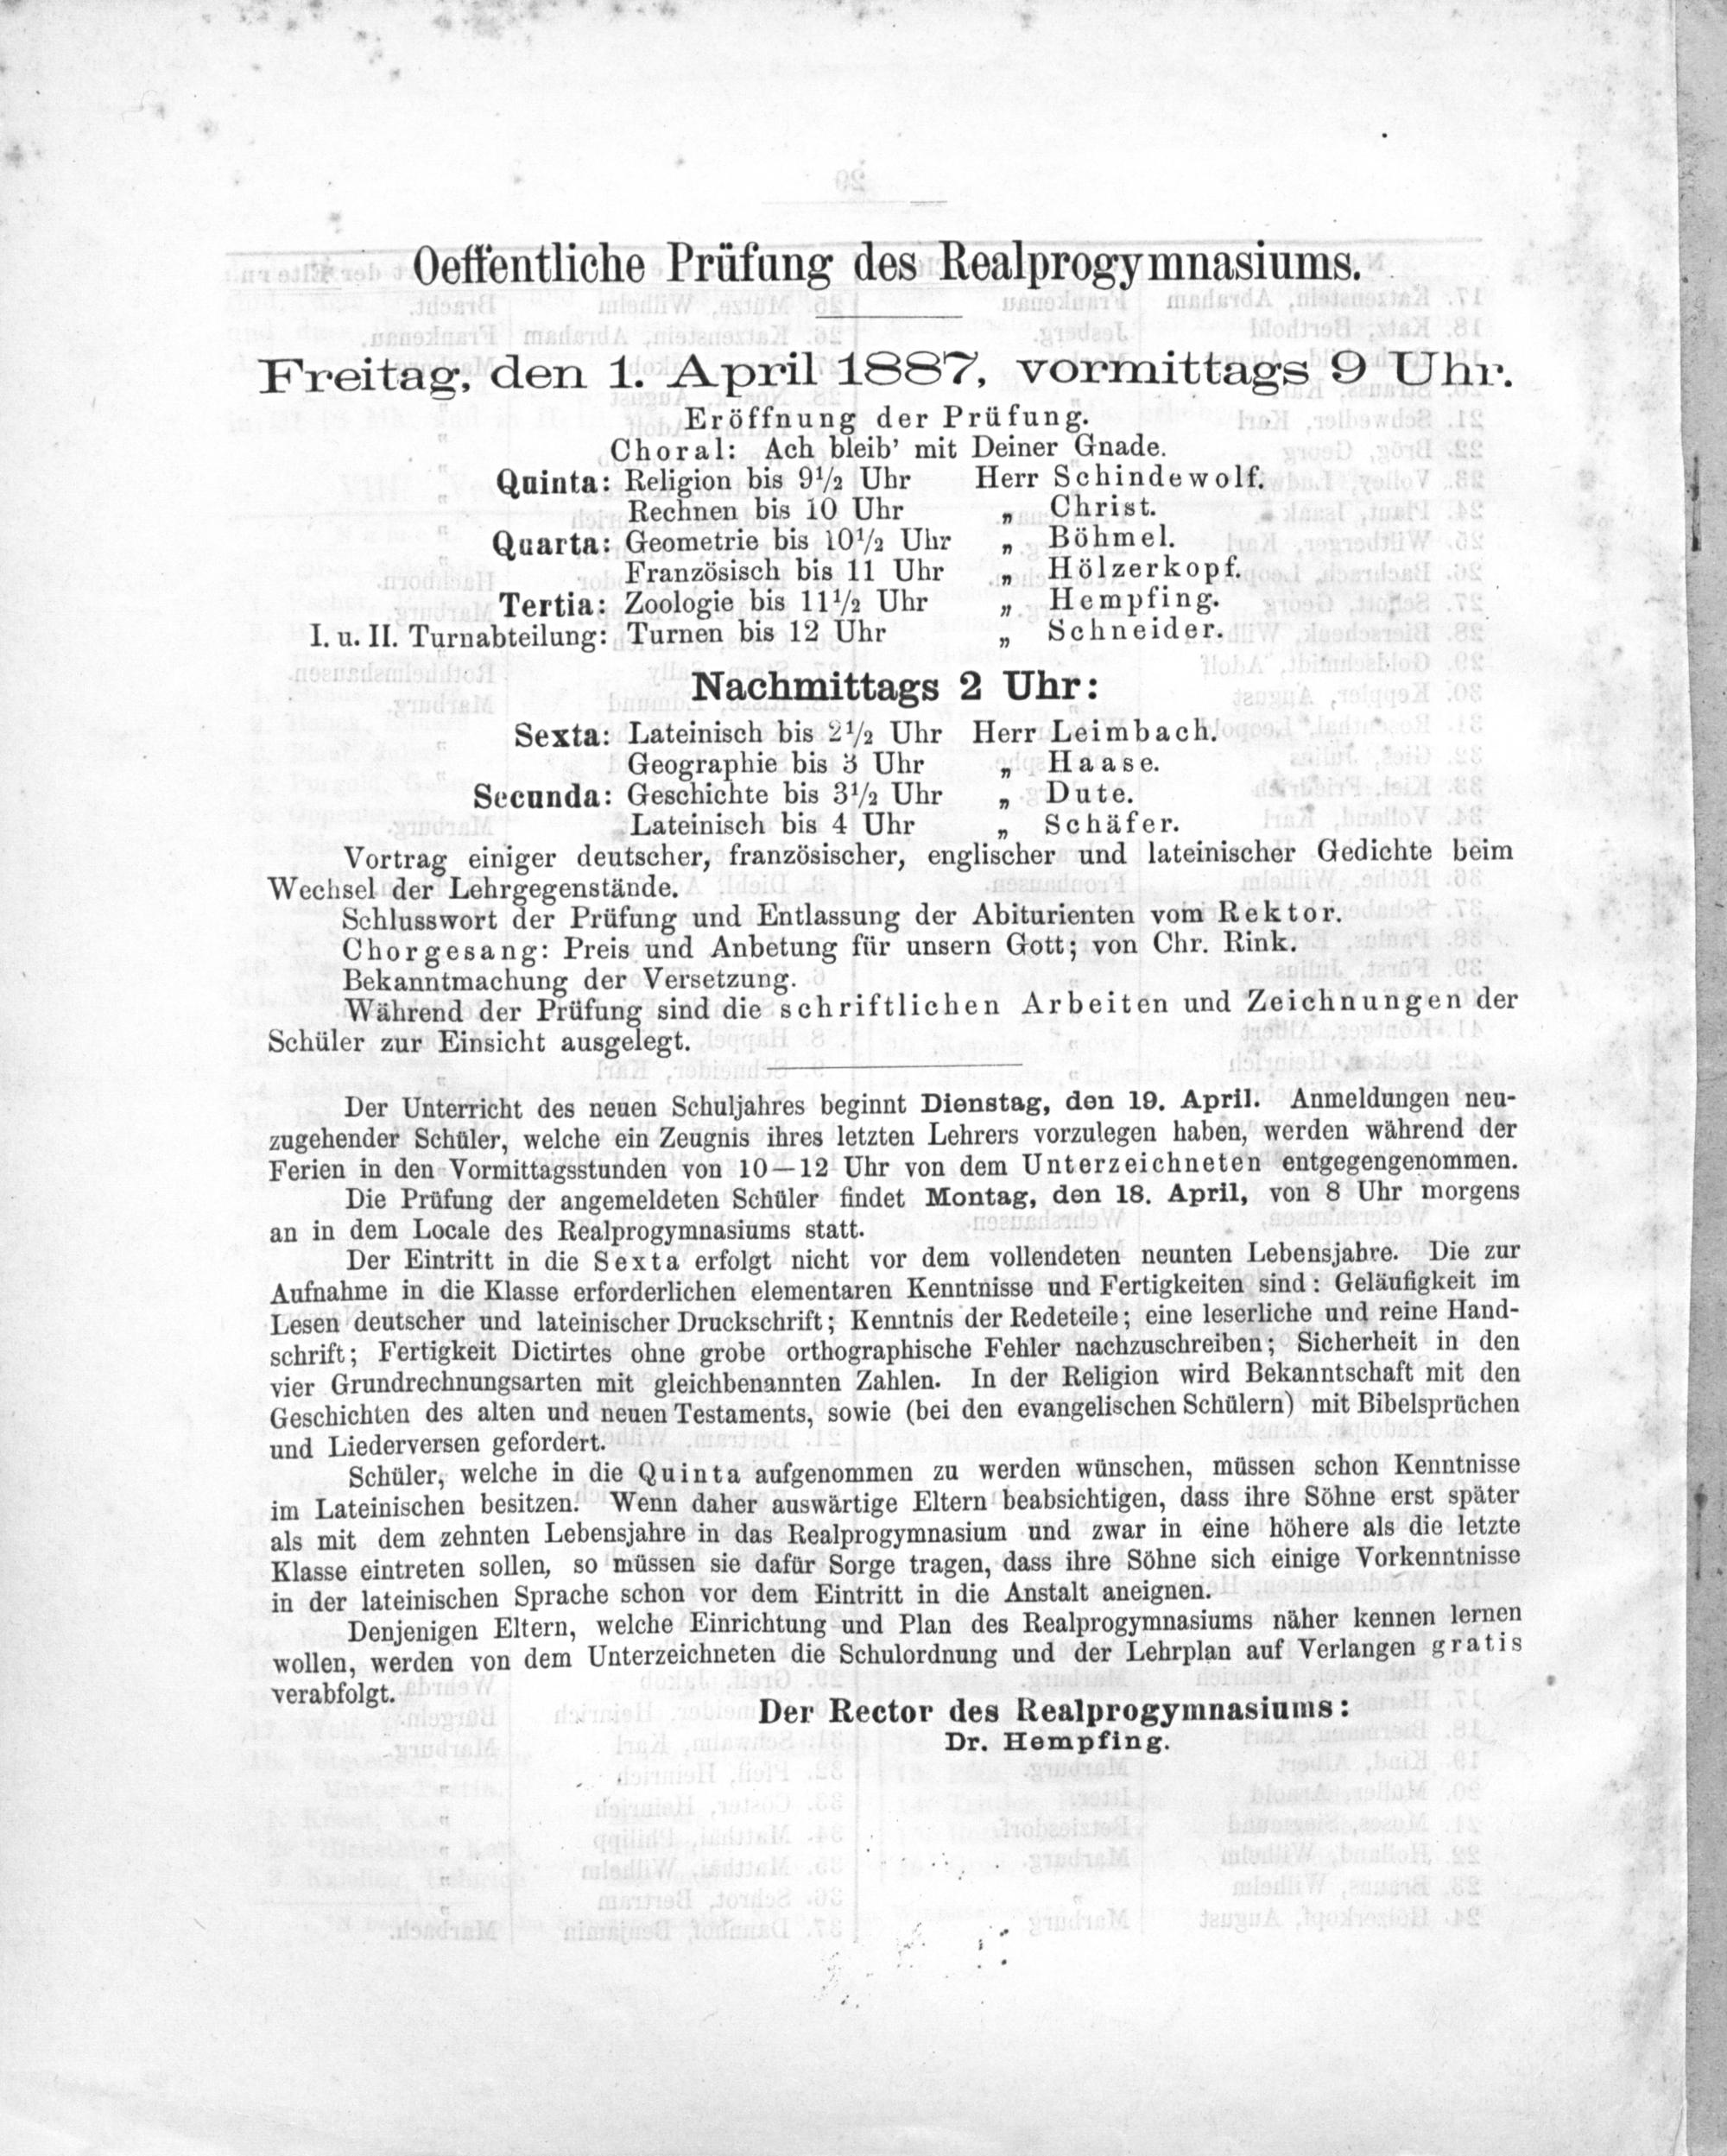 Oeffentliche Prüfung des Realprogymnasiums.
Freitag, den 1. April 1887, vormittags 9 Uhr.
Eröffnung der Prüfung.
Choral: Ach bleib’ mit Deiner Gnade.
Quinta: Religion bis 9½ Uhr Herr Schindewolf.
Rechnen bis 10 Uhr „ Christ.
Quarta: Geometrie bis 10½ Uhr „ Böhmel.
Französisch bis 11 Uhr „ Hölzerkopf.
Tertia: Zoologie bis 11½ Uhr „ Hempfing.
I. u. II. Turnabteilung: Turnen bis 12 Uhr „ Schneider.
Nachmittags 2 Uhr:
Sexta: Lateinisch bis 2½ Uhr Herr Leimbach.
Geographie bis 3 Uhr „ Haase.
Secunda: Geschichte bis 3½ Uhr „ Dute.
Lateinisch bis 4 Uhr „ Schäfer.
Vortrag einiger deutscher, französischer, englischer und lateinischer Gedichte beim
Wechsel der Lehrgegenstände.
Schlusswort der Prüfung und Entlassung der Abiturienten vom Rektor.
Chorgesang: Preis und Anbetung für unsern Gott; von Chr. Rink.
Bekanntmachung der Versetzung.
Während der Prüfung sind die schriftlichen Arbeiten und Zeichnungen der
Schüler zur Einsicht ausgelegt.
Der Unterricht des neuen Schuljahres beginnt Dienstag, den 19. April. Anmeldungen neu-
zugehender Schüler, welche ein Zeugnis ihres letzten Lehrers vorzulegen haben, werden während der
Ferien in den Vormittagsstunden von 10—12 Uhr von dem Unterzeichneten entgegengenommen.
Die Prüfung der angemeldeten Schüler findet Montag, den 18. April, von 8 Uhr morgens
an in dem Locale des Realprogymnasiums statt.
Der Eintritt in die Sexta erfolgt nicht vor dem vollendeten neunten Lebensjahre. Die zur
Aufnahme in die Klasse erforderlichen elementaren Kenntnisse und Fertigkeiten sind: Geläufigkeit im
Lesen deutscher und lateinischer Druckschrift; Kenntnis der Redeteile; eine leserliche und reine Hand-
schrift; Fertigkeit Dictirtes ohne grobe orthographische Fehler nachzuschreiben; Sicherheit in den
vier Grundrechnungsarten mit gleichbenannten Zahlen. In der Religion wird Bekanntschaft mit den
Geschichten des alten und neuen Testaments, sowie (bei den evangelischen Schülern) mit Bibelsprüchen
und Liederversen gefordert.
Schüler, welche in die Quinta aufgenommen zu werden wünschen, müssen schon Kenntnisse
im Lateinischen besitzen. Wenn daher auswärtige Eltern beabsichtigen, dass ihre Söhne erst später
als mit dem zehnten Lebensjahre in das Realprogymnasium und zwar in eine höhere als die letzte
Klasse eintreten sollen, so müssen sie dafür Sorge tragen, dass ihre Söhne sich einige Vorkenntnisse
in der lateinischen Sprache schon vor dem Eintritt in die Anstalt aneignen.
Denjenigen Eltern, welche Einrichtung und Plan des Realprogymnasiums näher kennen lernen
wollen, werden von dem Unterzeichneten die Schulordnung und der Lehrplan auf Verlangen gratis
verabfolgt.
Der Rector des Realprogymnasiums:
Dr. Hempfing.